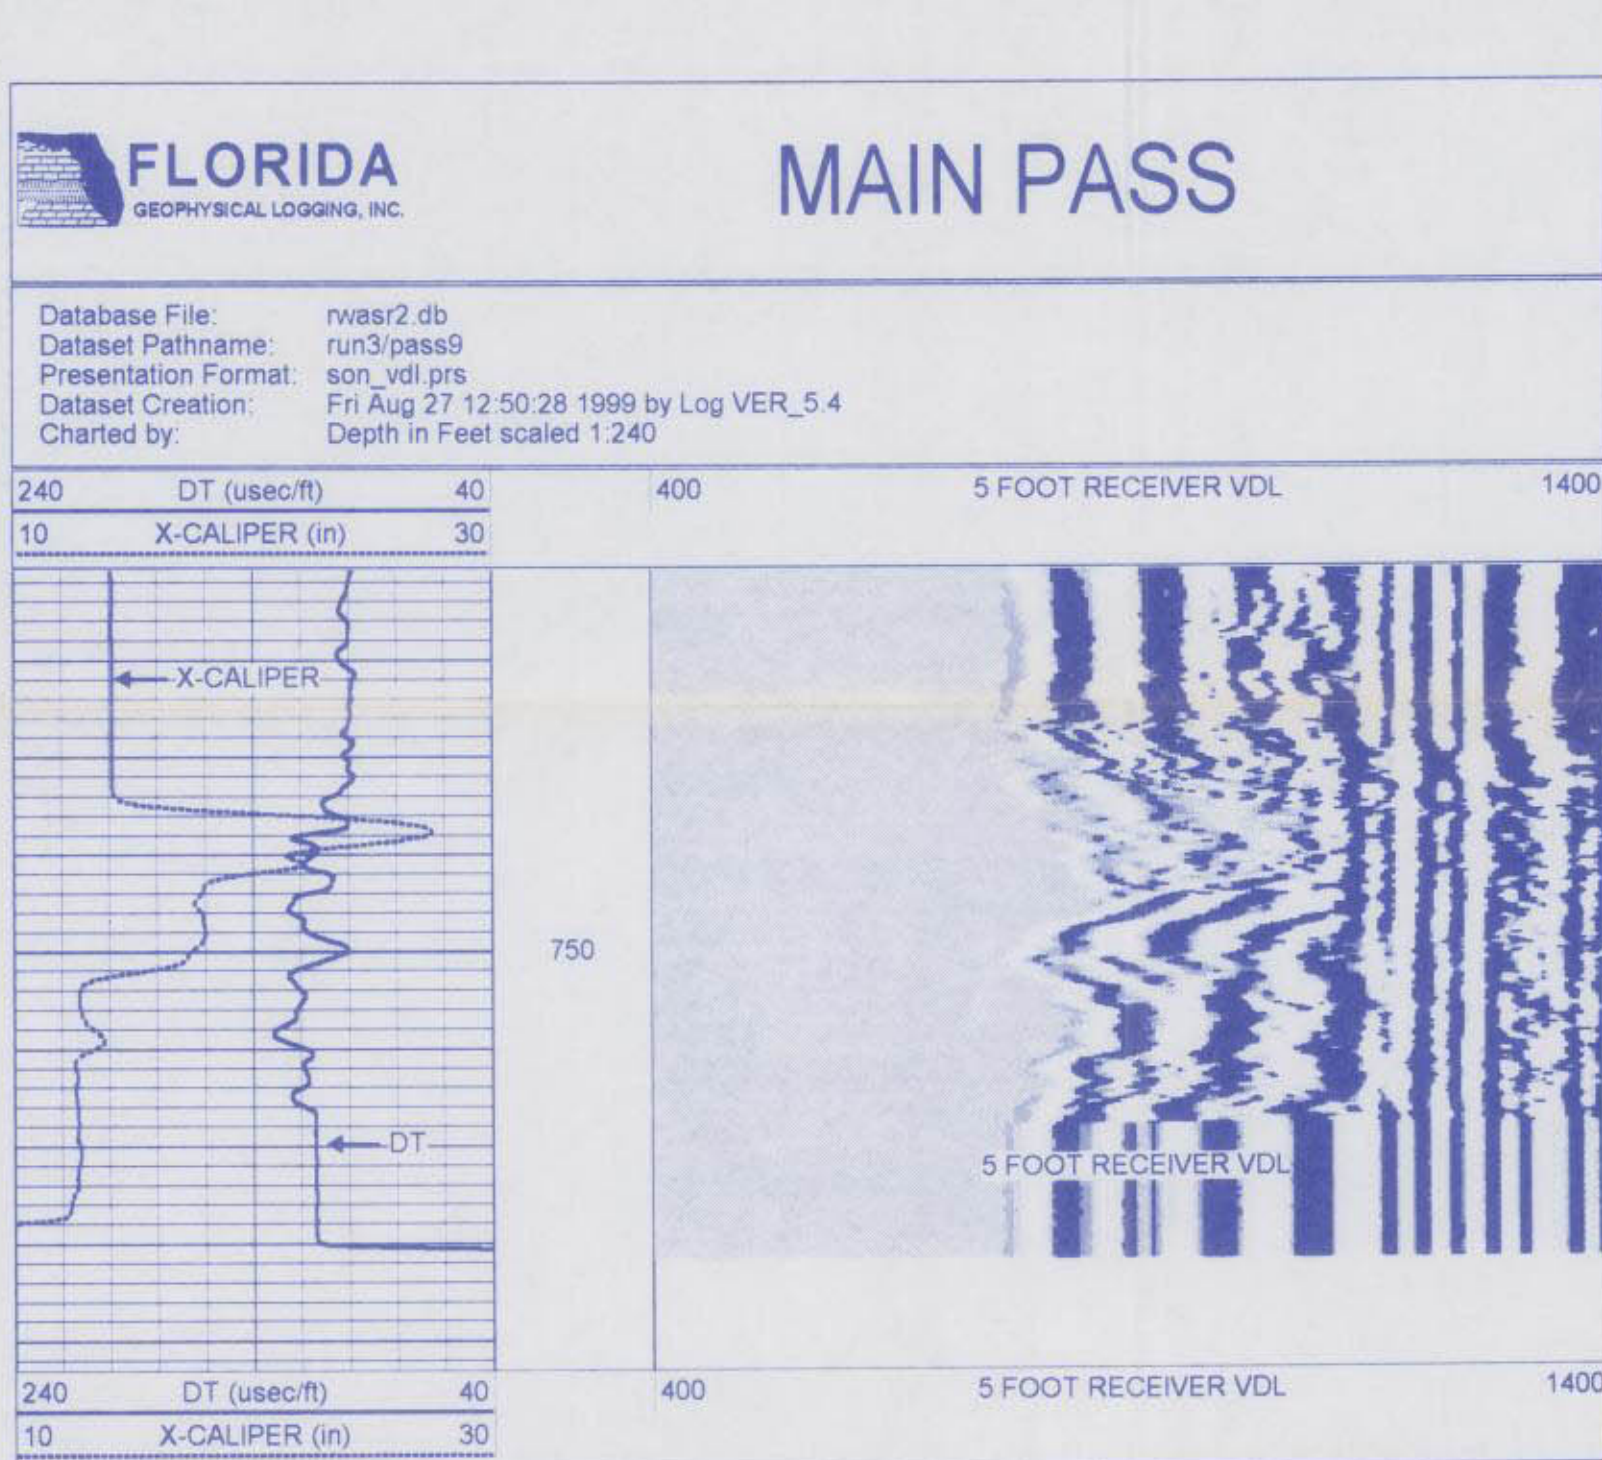 FLORIDA
GEOPHYSICAL LOGGING, INC.
MAIN PASS
Database File: rwasr2.db
Dataset Pathname: run3/pass9
Presentation Format: son_vdl.prs
Dataset Creation: Fri Aug 27 12:50:28 1999 by Log VER_5.4
Charted by: Depth in Feet scaled 1:240
240 DT (usec/ft) 40 400 5 FOOT RECEIVER VDL 1400
10 X-CALIPER (in) 30
X-CALIPER
750
DT
5 FOOT RECEIVER VDL
240 DT (usec/ft) 40 400 5 FOOT RECEIVER VDL 1400
10 X-CALIPER (in) 30